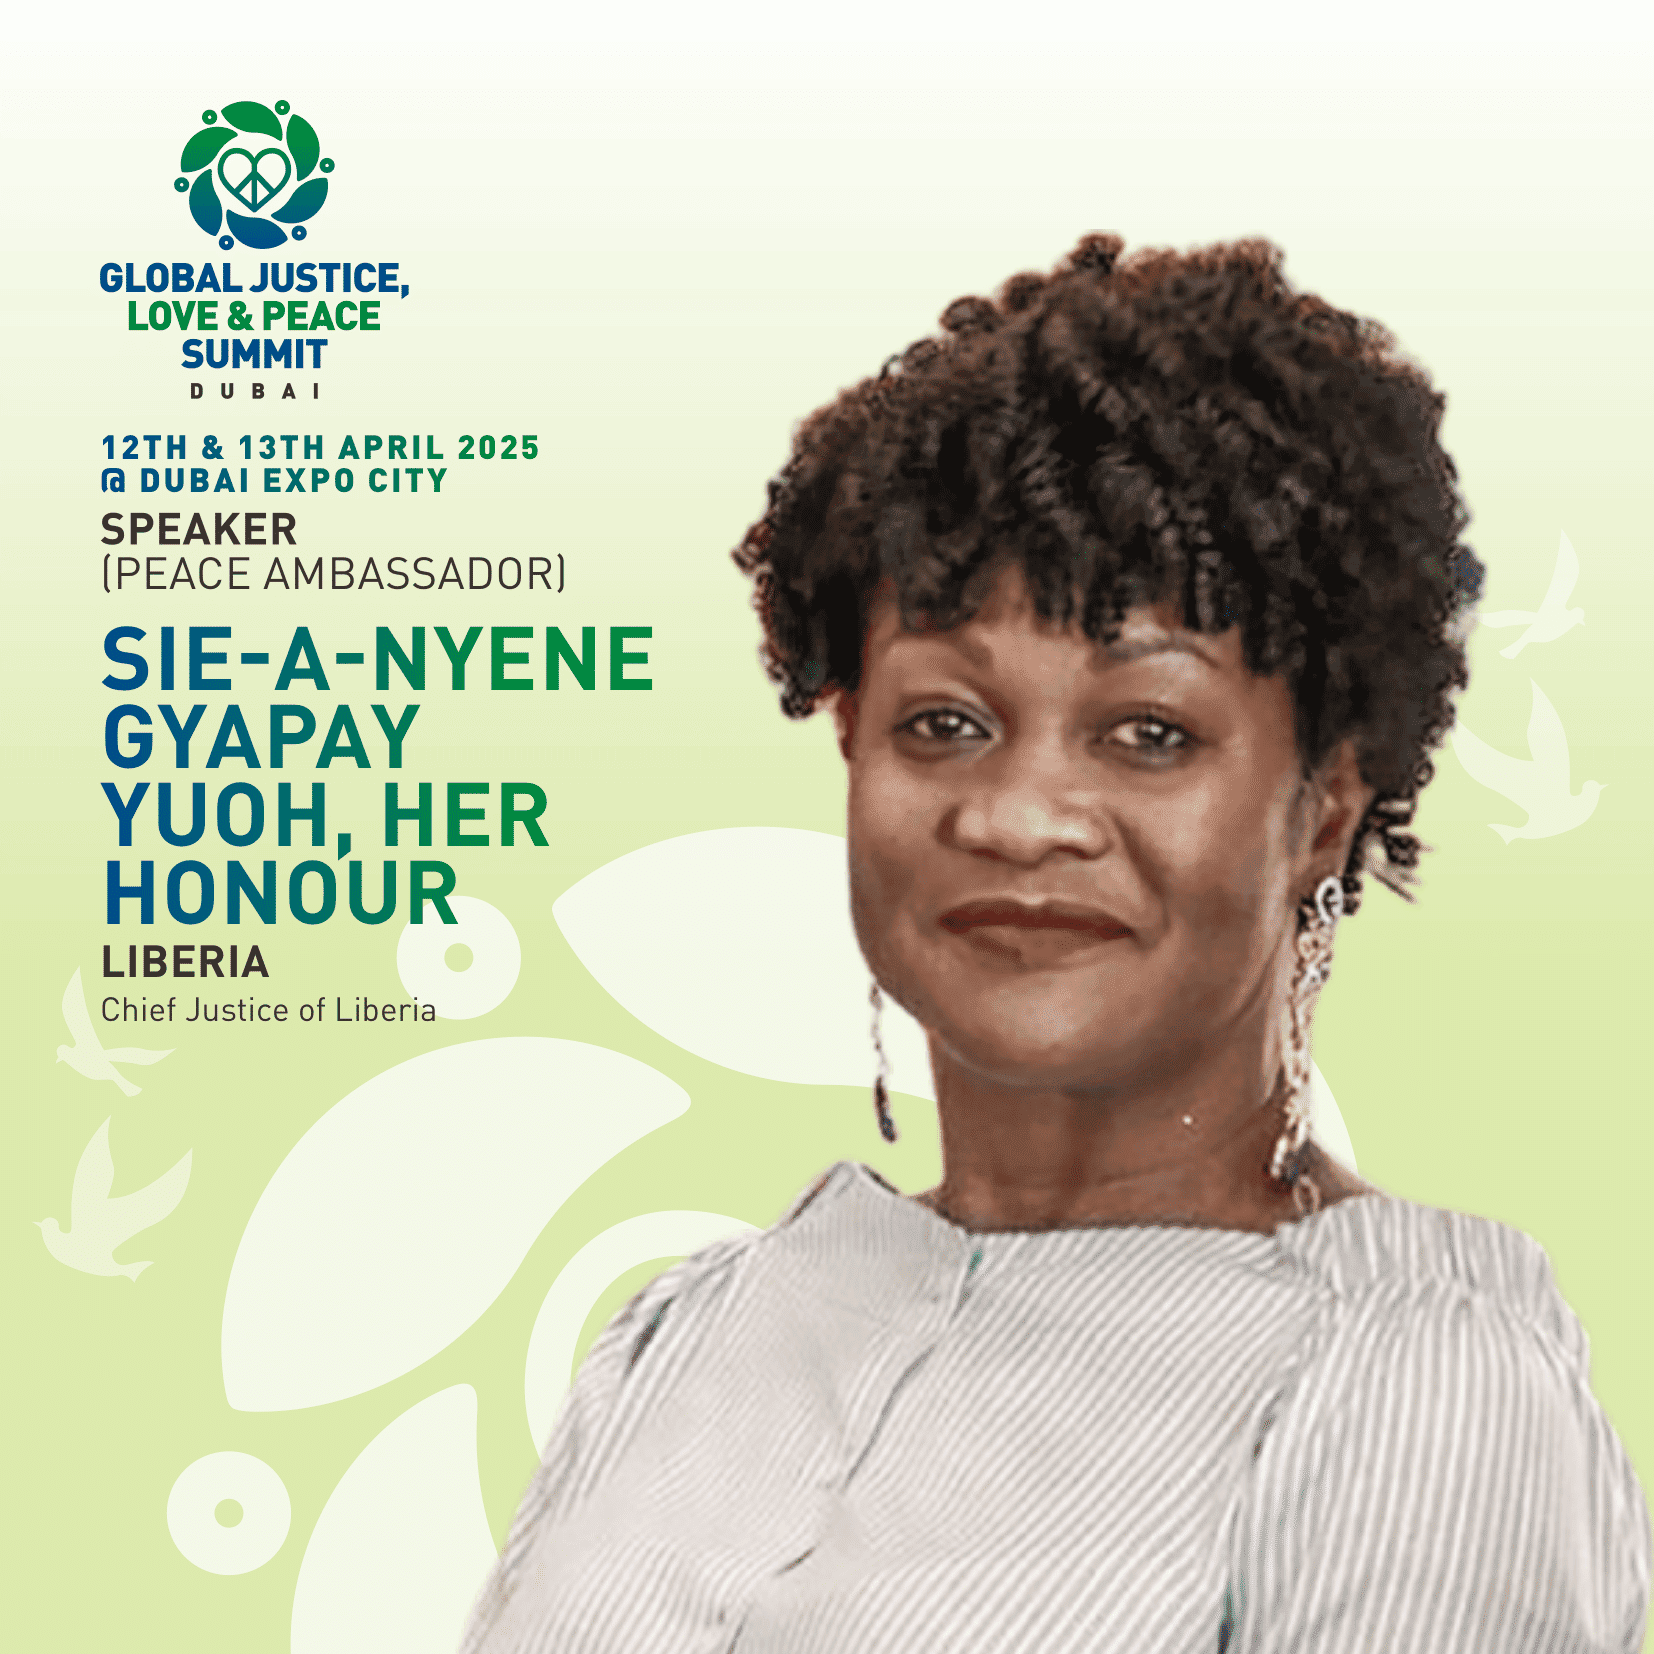 GLOBAL JUSTICE,
LOVE & PEACE
SUMMIT
DUBAI
12TH & 13TH APRIL 2025
@ DUBAI EXPO CITY
SPEAKER
(PEACE AMBASSADOR)
SIE-A-NYENE
GYAPAY
YUOH, HER
HONOUR
LIBERIA
Chief Justice of Liberia